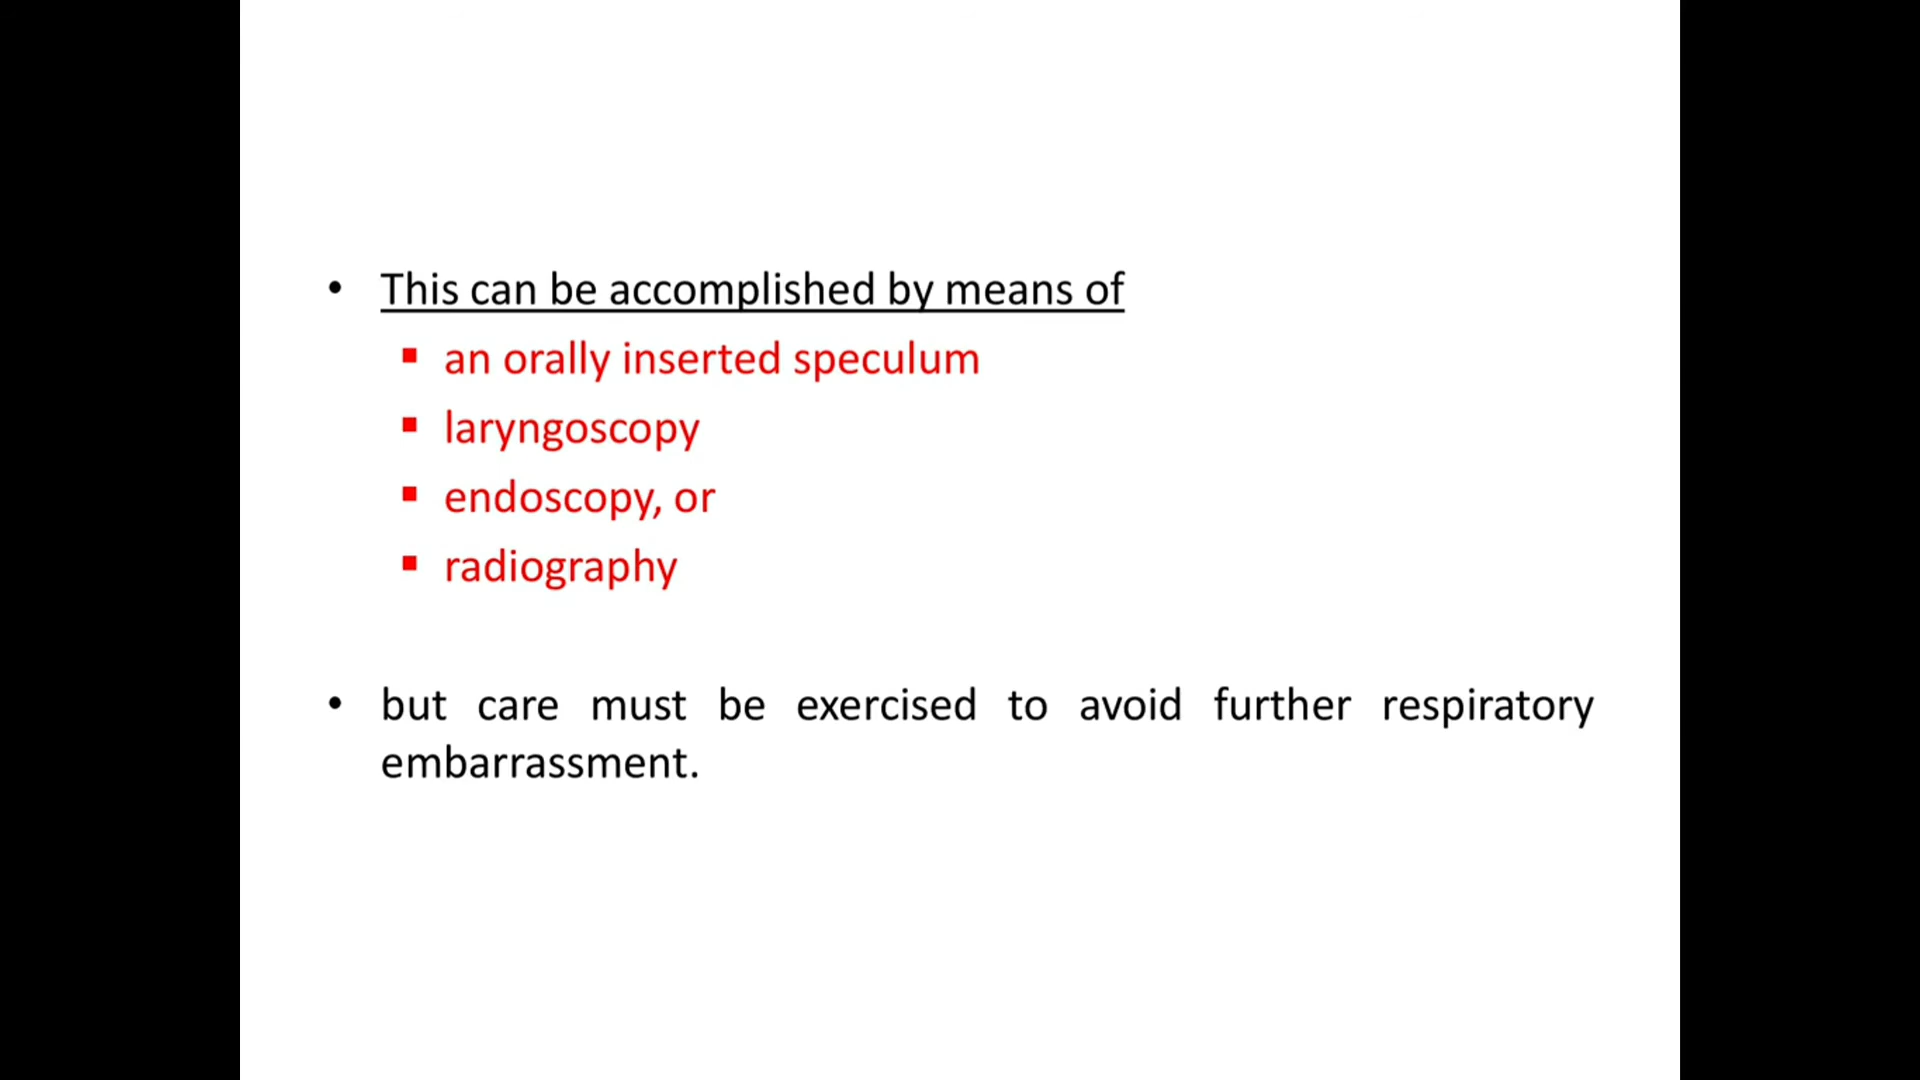 • This can be accomplished by means of
▪ an orally inserted speculum
▪ laryngoscopy
▪ endoscopy, or
▪ radiography
• but care must be exercised to avoid further respiratory
embarrassment.